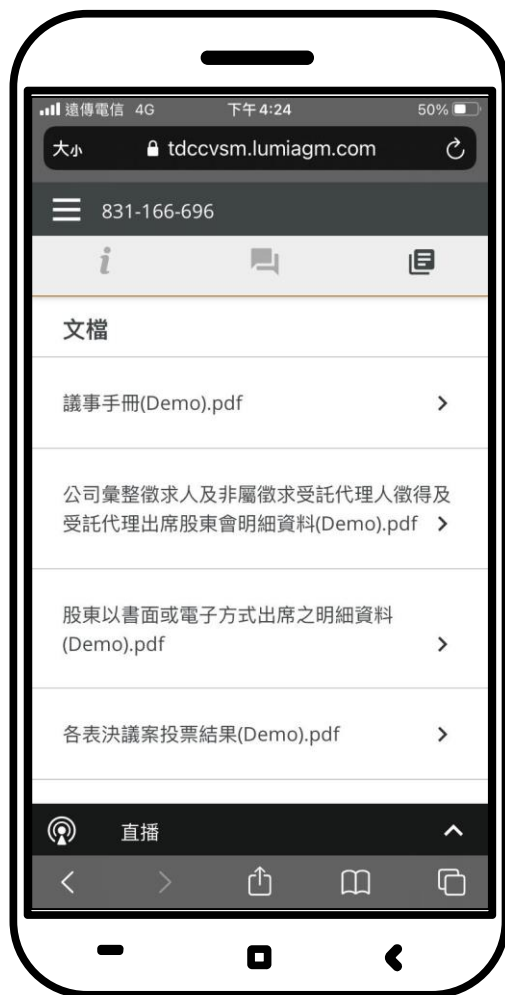 遠傳電信 4G 下午4:24 50%
大小 tdccvsm.lumiagm.com
831-166-696
文檔
議事手冊(Demo).pdf
公司彙整徵求人及非屬徵求受託代理人徵得及
受託代理出席股東會明細資料(Demo).pdf
股東以書面或電子方式出席之明細資料
(Demo).pdf
各表決議案投票結果(Demo).pdf
直播